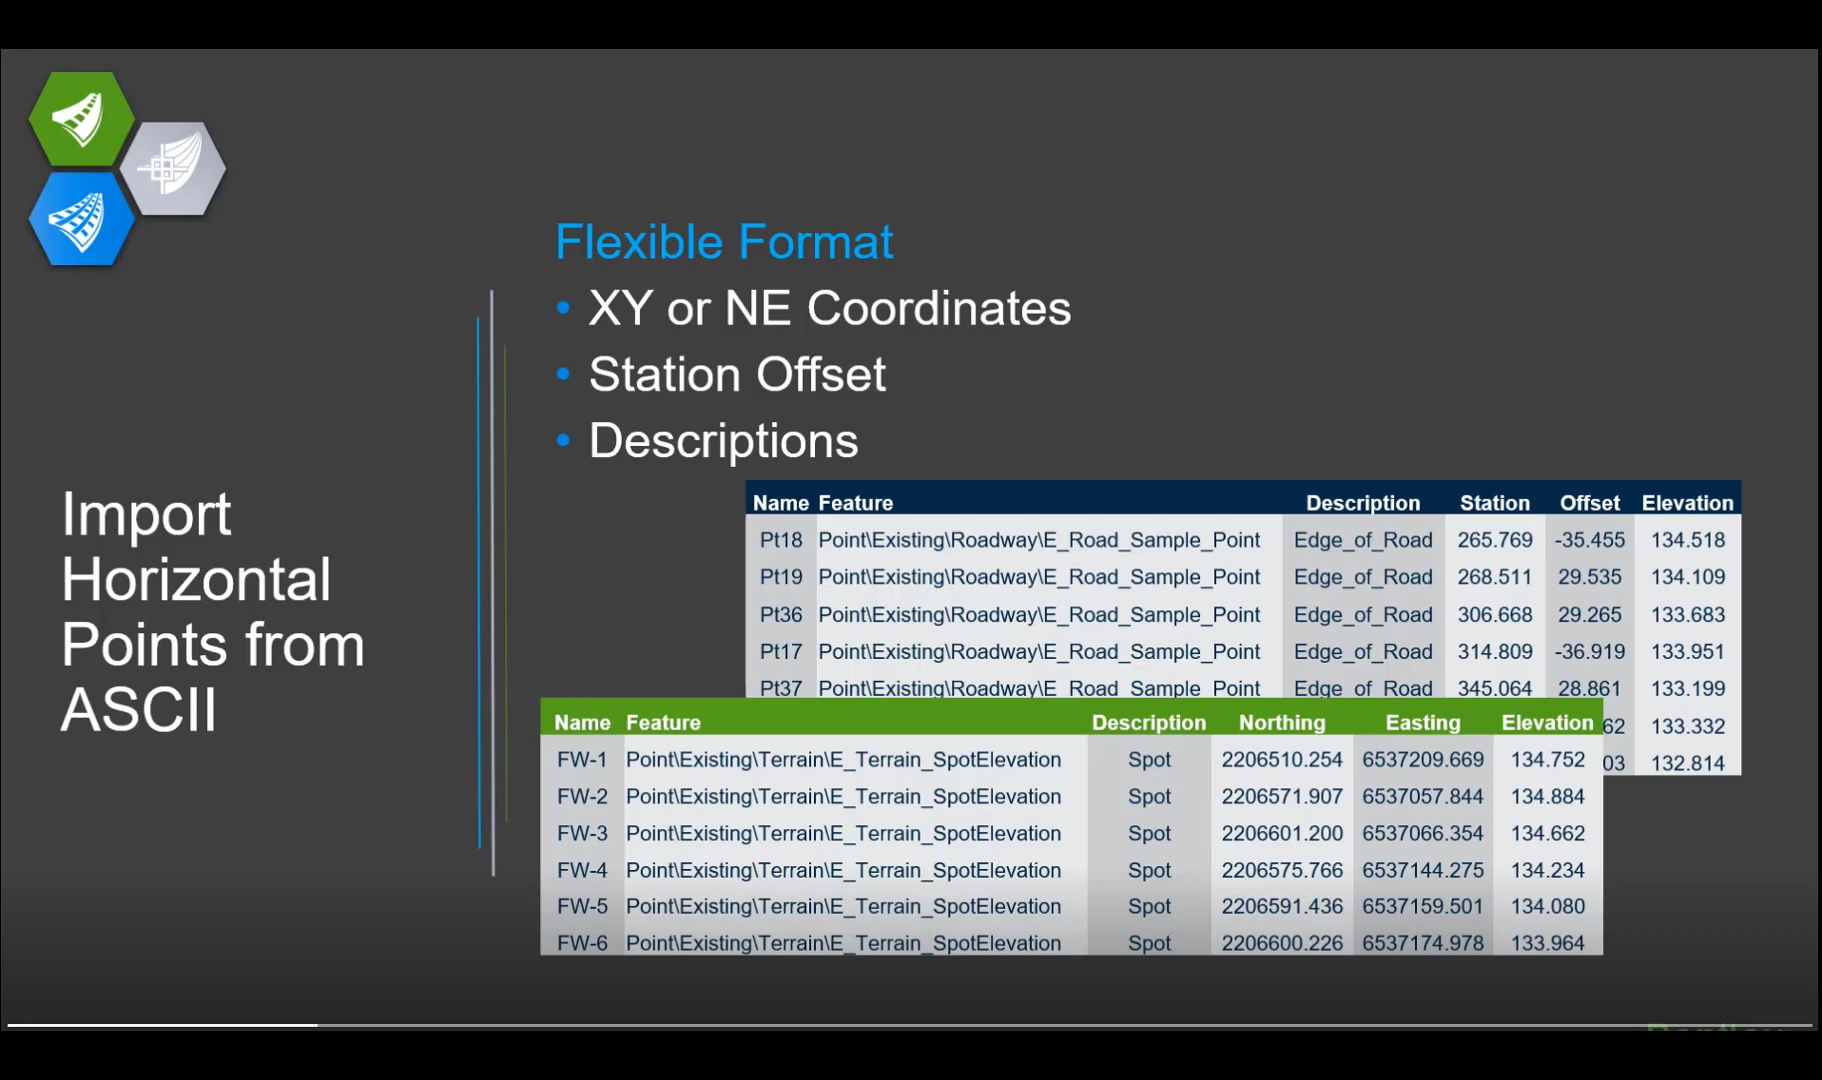 Import
Horizontal
Points from
ASCII
Flexible Format
• XY or NE Coordinates
• Station Offset
• Descriptions
Name Feature Description Station Offset Elevation
Pt18 Point\Existing\Roadway\E_Road_Sample_Point Edge_of_Road 265.769 -35.455 134.518
Pt19 Point\Existing\Roadway\E_Road_Sample_Point Edge_of_Road 268.511 29.535 134.109
Pt36 Point\Existing\Roadway\E_Road_Sample_Point Edge_of_Road 306.668 29.265 133.683
Pt17 Point\Existing\Roadway\E_Road_Sample_Point Edge_of_Road 314.809 -36.919 133.951
Pt37 Point\Existing\Roadway\E_Road_Sample_Point Edge_of_Road 345.064 28.861 133.199
62 133.332
03 132.814
Name Feature Description Northing Easting Elevation
FW-1 Point\Existing\Terrain\E_Terrain_SpotElevation Spot 2206510.254 6537209.669 134.752
FW-2 Point\Existing\Terrain\E_Terrain_SpotElevation Spot 2206571.907 6537057.844 134.884
FW-3 Point\Existing\Terrain\E_Terrain_SpotElevation Spot 2206601.200 6537066.354 134.662
FW-4 Point\Existing\Terrain\E_Terrain_SpotElevation Spot 2206575.766 6537144.275 134.234
FW-5 Point\Existing\Terrain\E_Terrain_SpotElevation Spot 2206591.436 6537159.501 134.080
FW-6 Point\Existing\Terrain\E_Terrain_SpotElevation Spot 2206600.226 6537174.978 133.964